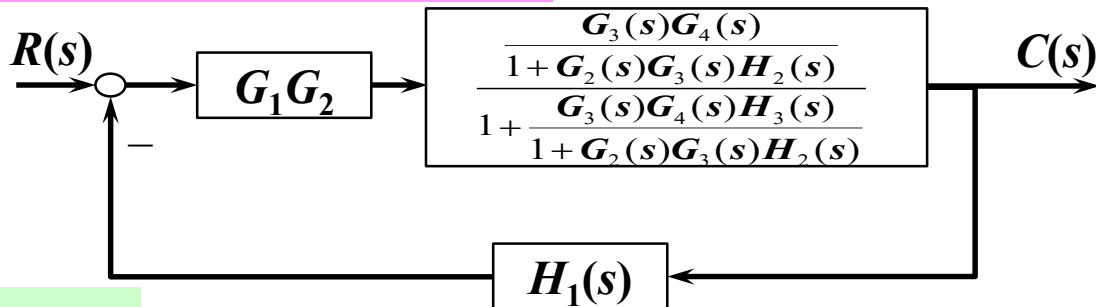 R(s)
G₁G₂
G₃(s)G₄(s)
1 + G₂(s)G₃(s)H₂(s)
1 + G₃(s)G₄(s)H₃(s)
1 + G₂(s)G₃(s)H₂(s)
C(s)
−
H₁(s)